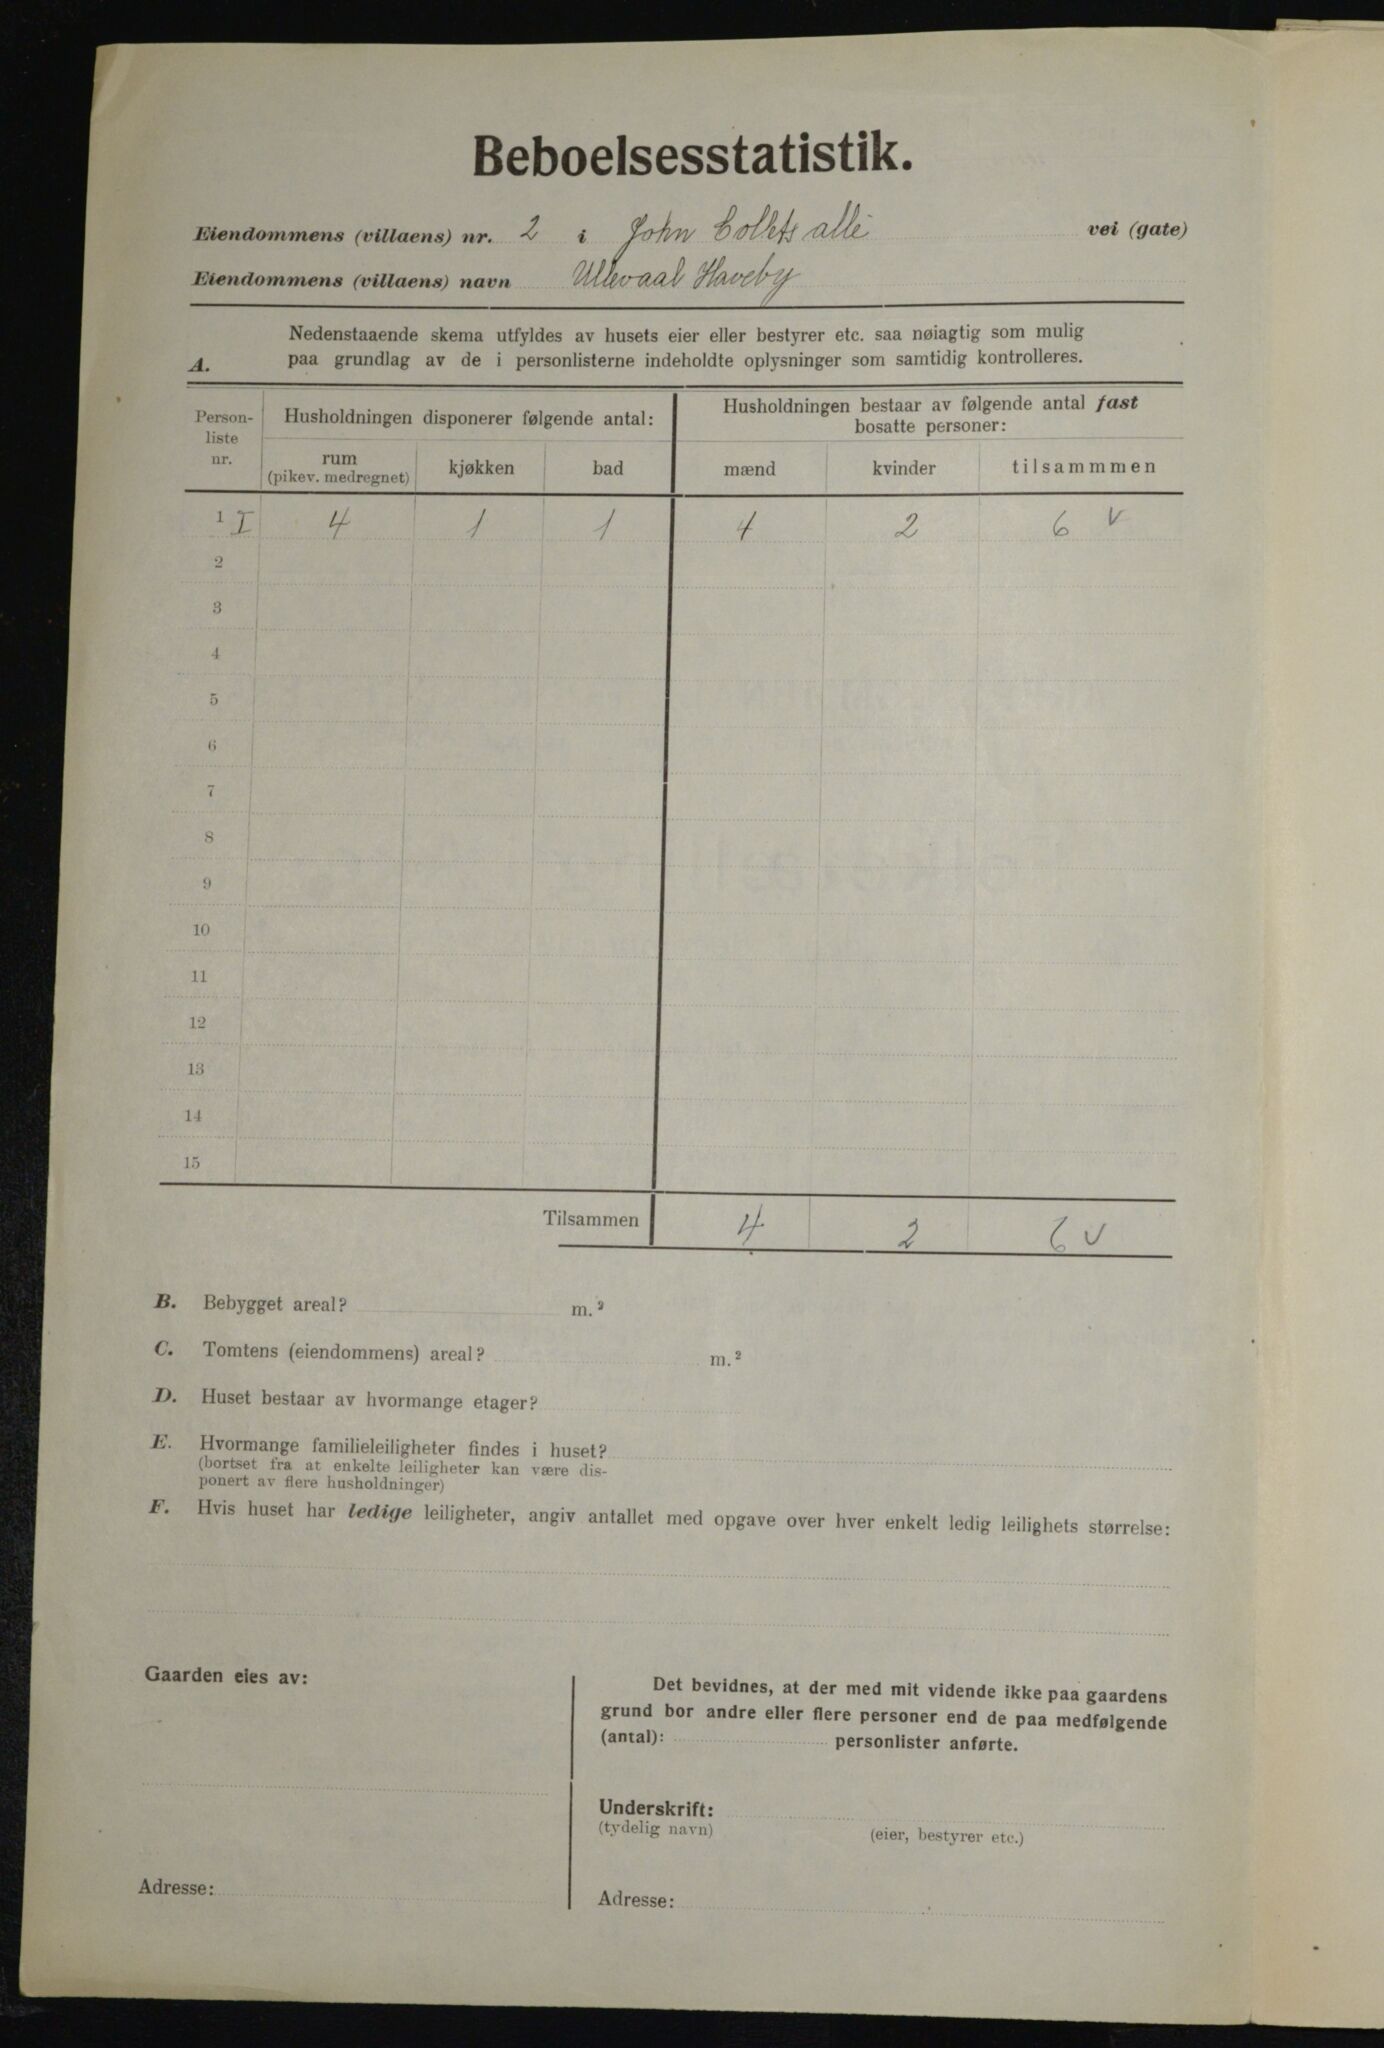 Beboelsesstatistik.
Eiendommens (villaens) nr. 2 i John Collets allé vei (gate)
Eiendommens (villaens) navn Ullevaal Haveby
Nedenstaaende skema utfyldes av husets eier eller bestyrer etc. saa nøiagtig som mulig
A. paa grundlag av de i personlisterne indeholdte oplysninger som samtidig kontrolleres.
Person- liste nr. Husholdningen disponerer følgende antal: Husholdningen bestaar av følgende antal fast bosatte personer:
rum (pikev. medregnet) kjøkken bad mænd kvinder tilsammmen
1 I 4 1 1 4 2 6 v
2
3
4
5
6
7
8
9
10
11
12
13
14
15
Tilsammen 4 2 6 v
B. Bebygget areal? m.²
C. Tomtens (eiendommens) areal? m.²
D. Huset bestaar av hvormange etager?
E. Hvormange familieleiligheter findes i huset?
(bortset fra at enkelte leiligheter kan være dis-
ponert av flere husholdninger)
F. Hvis huset har ledige leiligheter, angiv antallet med opgave over hver enkelt ledig leilighets størrelse:
Gaarden eies av:
Adresse:
Det bevidnes, at der med mit vidende ikke paa gaardens
grund bor andre eller flere personer end de paa medfølgende
(antal): personlister anførte.
Underskrift:
(tydelig navn) (eier, bestyrer etc.)
Adresse: